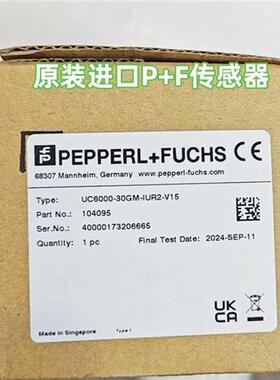 原装进口P+F传感器
PEPPERL+FUCHS CE
68307 Mannheim, Germany www.pepperl-fuchs.com
Type: UC6000-30GM-IUR2-V15
Part No.: 104095
Ser.No.: 40000173206665
Quantity: 1 pc Final Test Date: 2024-SEP-11
UK
CA
Made in Singapore Type 1